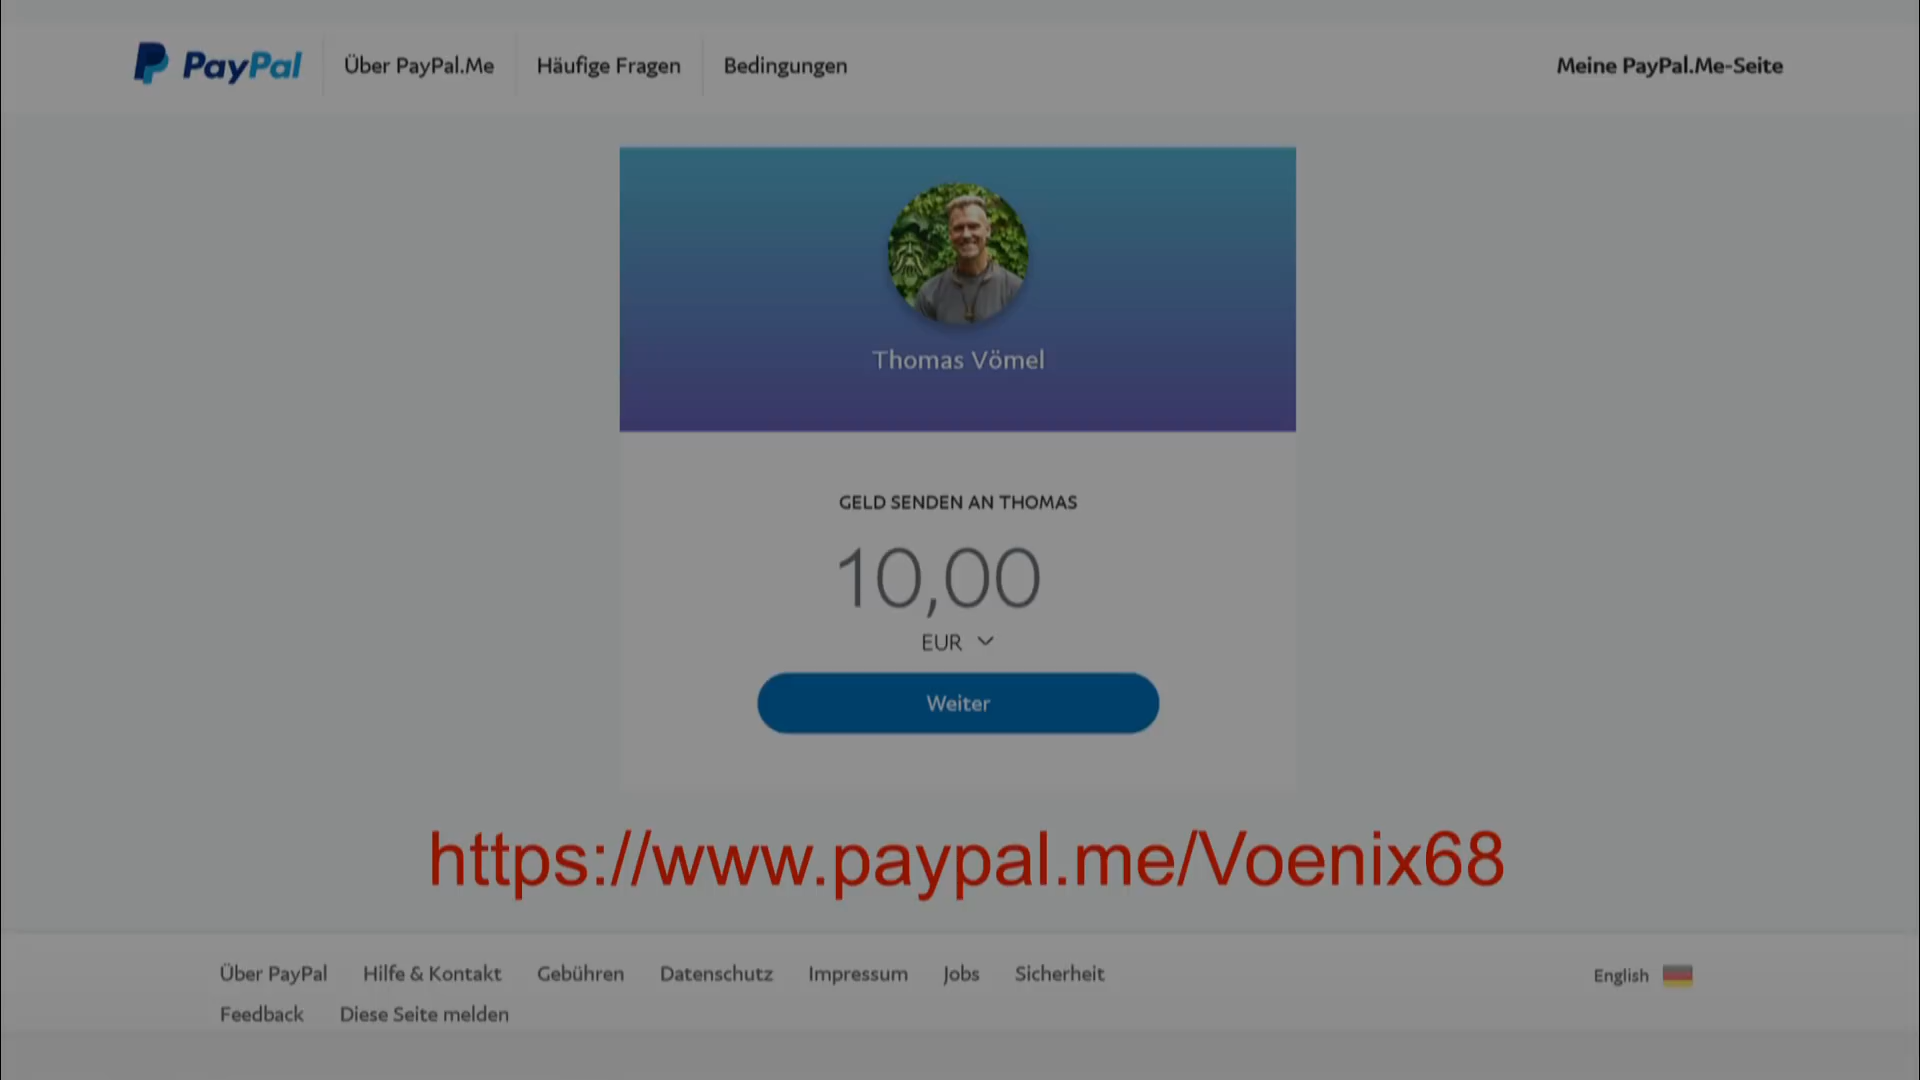 PayPal
Über PayPal.Me
Häufige Fragen
Bedingungen
Meine PayPal.Me-Seite
Thomas Vömel
GELD SENDEN AN THOMAS
10,00
EUR
Weiter
https://www.paypal.me/Voenix68
Über PayPal
Hilfe & Kontakt
Gebühren
Datenschutz
Impressum
Jobs
Sicherheit
English
Feedback
Diese Seite melden